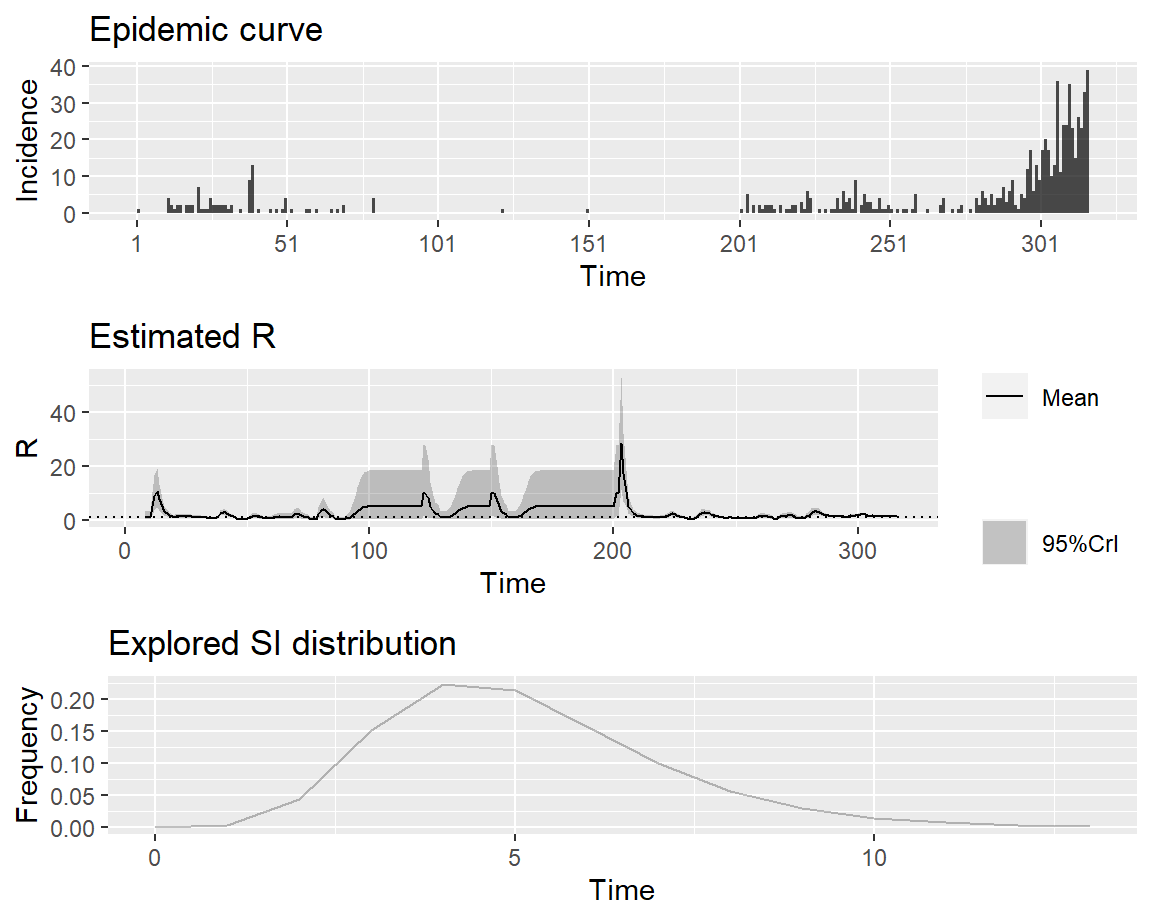 Epidemic curve
40
30
20
10
0
Incidence
1 51 101 151 201 251 301
Time
Estimated R
40
20
0
R
0 100 200 300
Time
Mean
95%CrI
Explored SI distribution
0.20
0.15
0.10
0.05
0.00
Frequency
0 5 10
Time